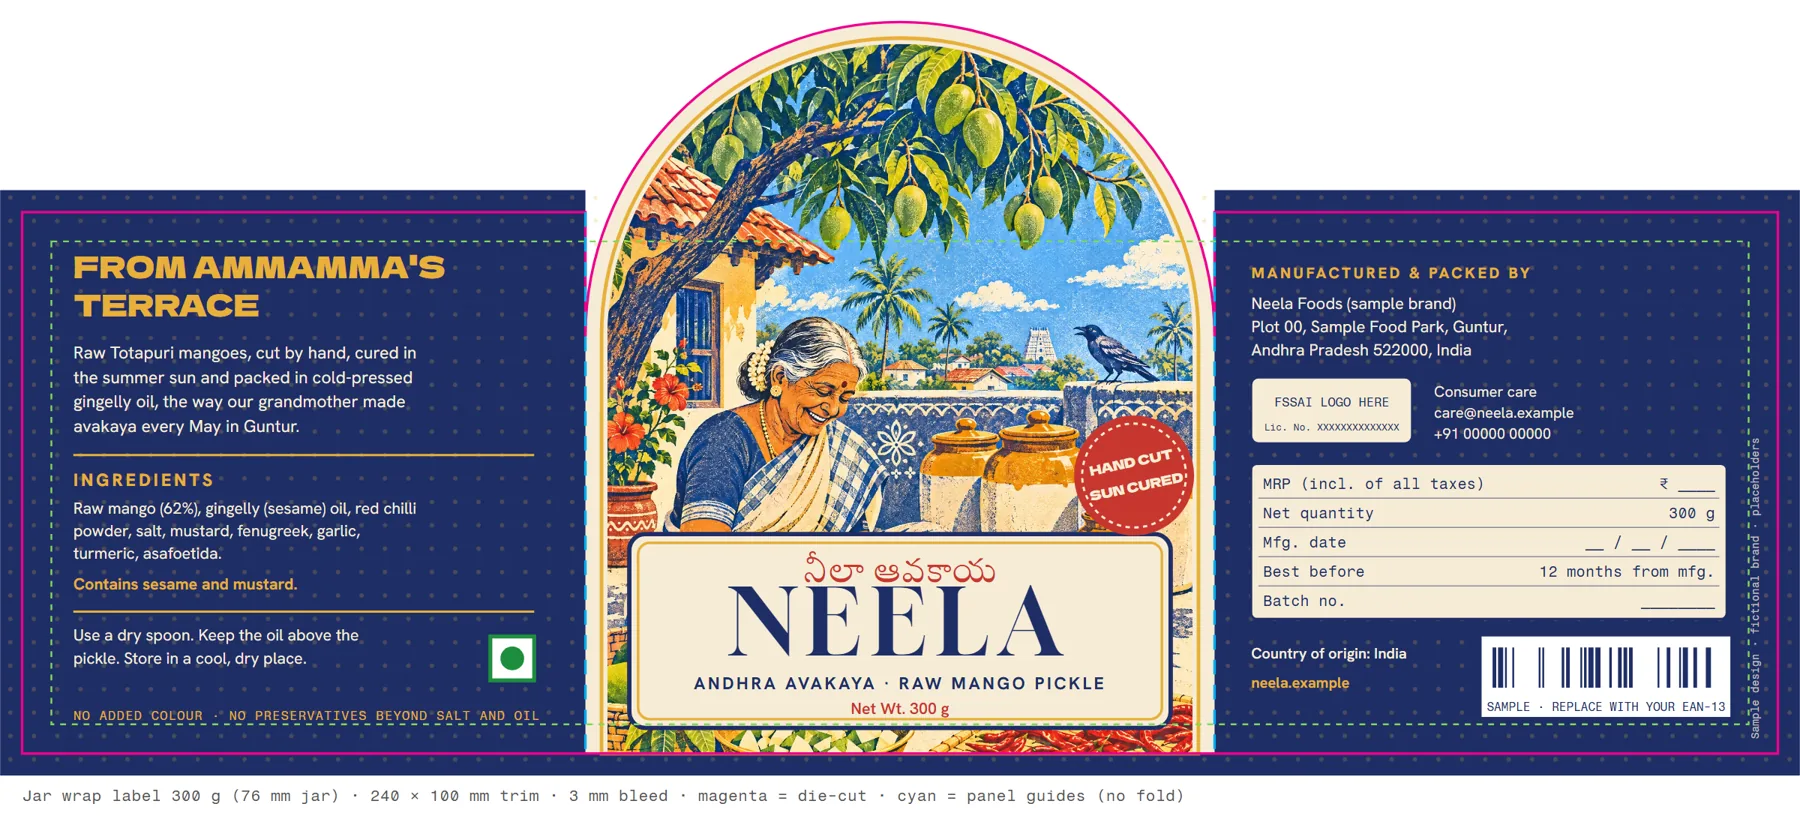 FROM AMMAMMA'S
TERRACE
Raw Totapuri mangoes, cut by hand, cured in
the summer sun and packed in cold-pressed
gingelly oil, the way our grandmother made
avakaya every May in Guntur.
INGREDIENTS
Raw mango (62%), gingelly (sesame) oil, red chilli
powder, salt, mustard, fenugreek, garlic,
turmeric, asafoetida.
Contains sesame and mustard.
Use a dry spoon. Keep the oil above the
pickle. Store in a cool, dry place.
NO ADDED COLOUR · NO PRESERVATIVES BEYOND SALT AND OIL
HAND CUT
SUN CURED
నీలా ఆవకాయ
NEELA
ANDHRA AVAKAYA · RAW MANGO PICKLE
Net Wt. 300 g
MANUFACTURED & PACKED BY
Neela Foods (sample brand)
Plot 00, Sample Food Park, Guntur,
Andhra Pradesh 522000, India
FSSAI LOGO HERE
Lic. No. XXXXXXXXXXXXXX
Consumer care
care@neela.example
+91 00000 00000
MRP (incl. of all taxes) ₹ ____
Net quantity 300 g
Mfg. date __ / __ / ____
Best before 12 months from mfg.
Batch no. ________
Country of origin: India
neela.example
SAMPLE · REPLACE WITH YOUR EAN-13
Sample design · fictional brand · placeholders
Jar wrap label 300 g (76 mm jar) · 240 × 100 mm trim · 3 mm bleed · magenta = die-cut · cyan = panel guides (no fold)